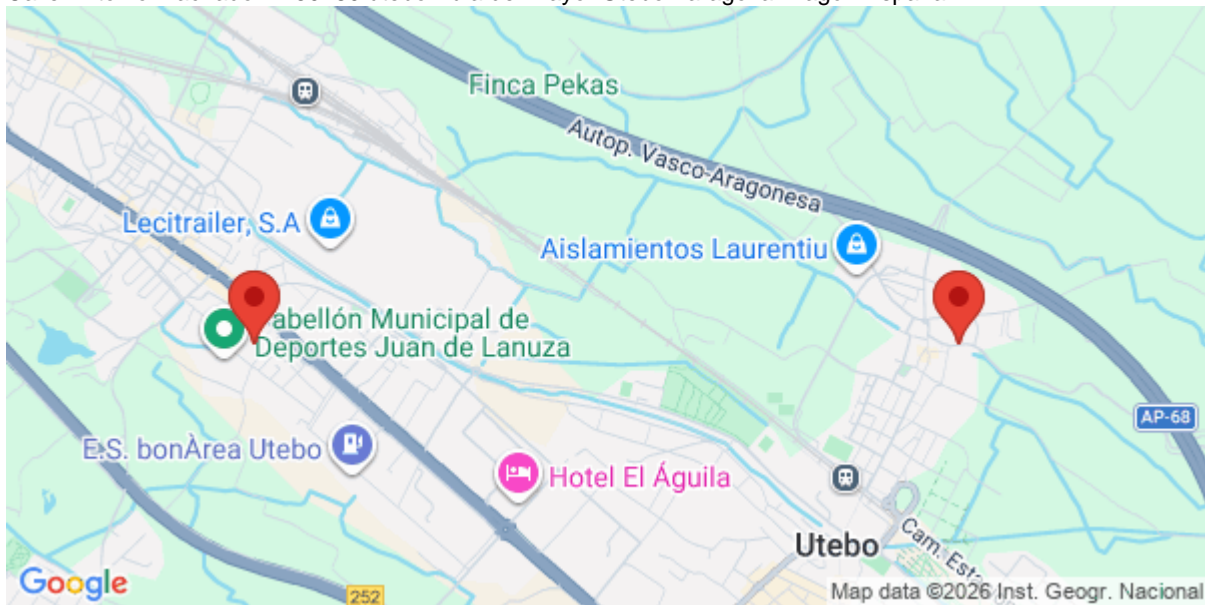 Finca Pekas
Autop. Vasco-Aragonesa
Lecitrailer, S.A
Aislamientos Laurentiu
Pabellón Municipal de
Deportes Juan de Lanuza
AP-68
E.S. bonÀrea Utebo
Hotel El Águila
Utebo
Cam. Esta
Google
252
Map data ©2026 Inst. Geogr. Nacional